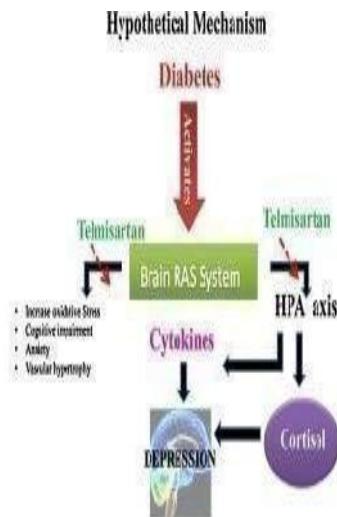 Hypothetical Mechanism
Diabetes
Activates
Telmisartan
Telmisartan
Brain RAS System
HPA axis
• Increase oxidative Stress
• Cognitive impairment
• Anxiety
• Vascular hypertrophy
Cytokines
Cortisol
DEPRESSION